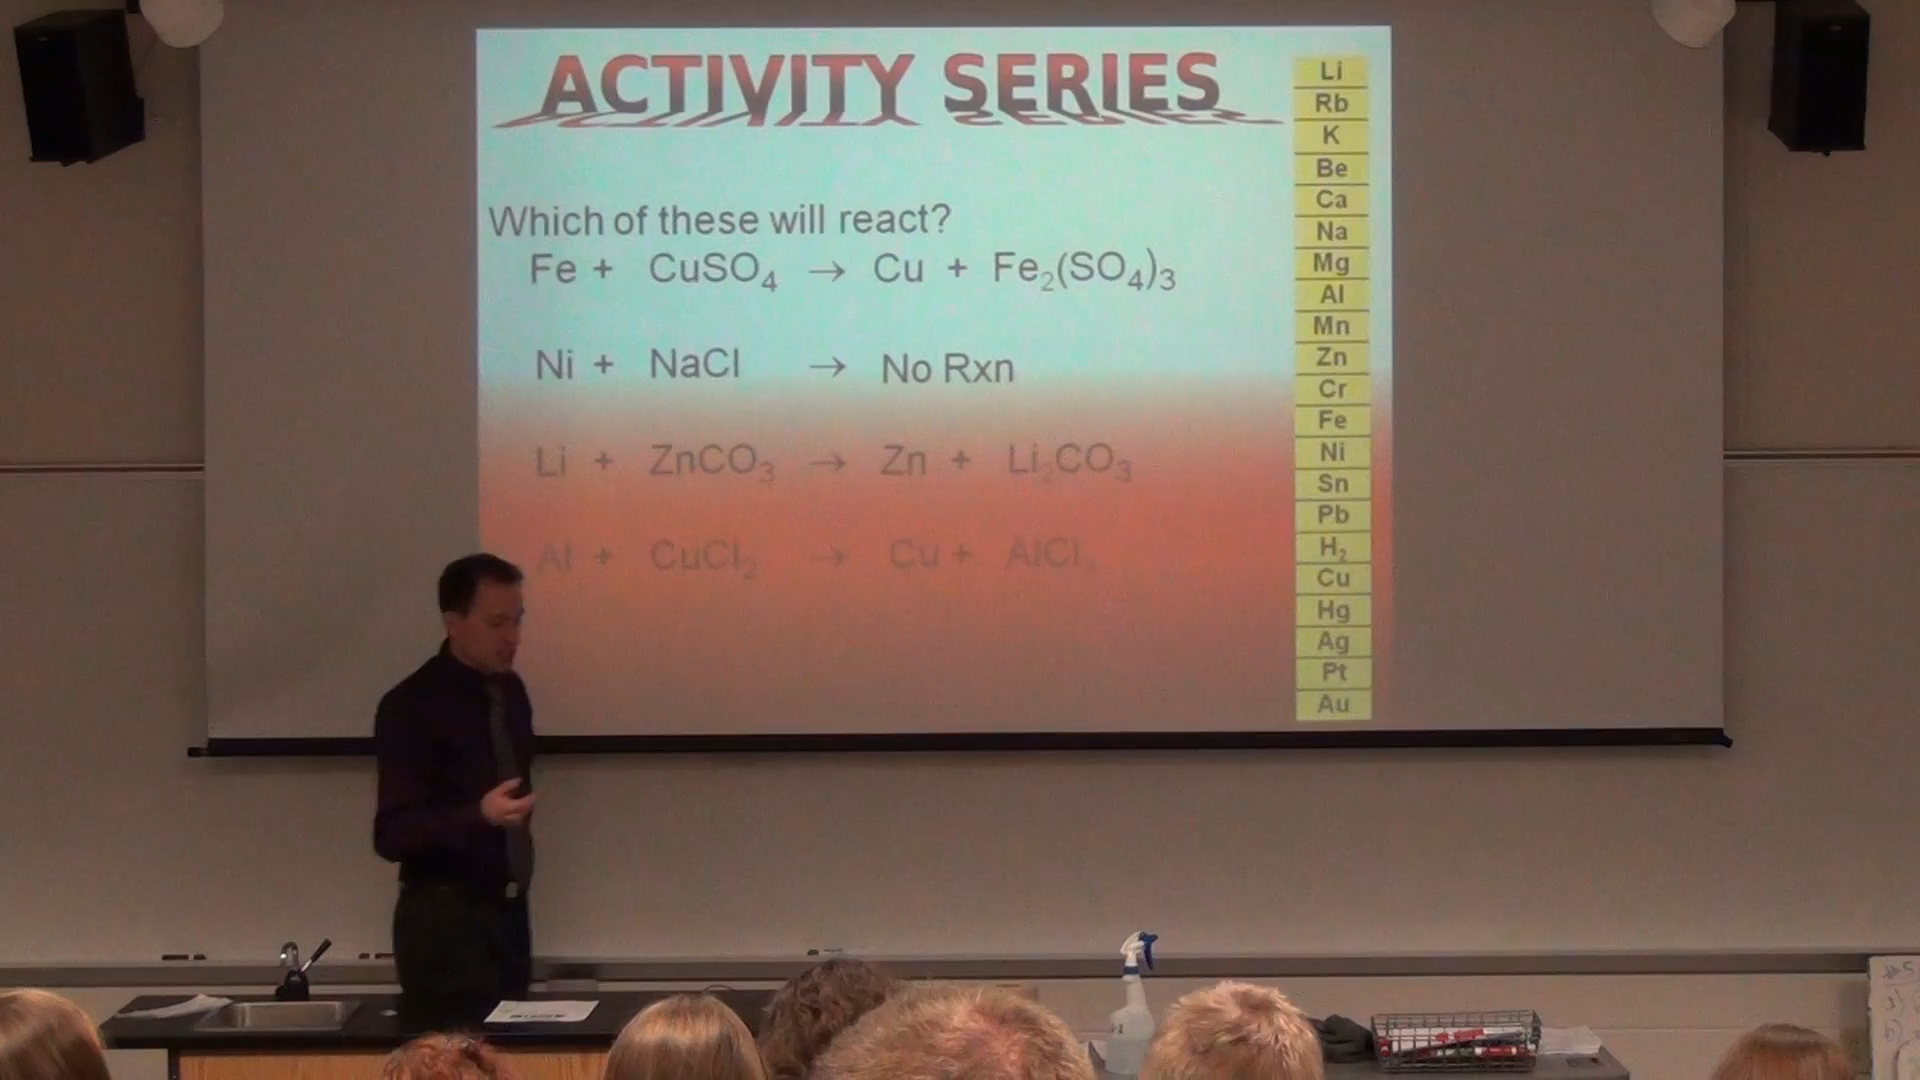 ACTIVITY SERIES
Which of these will react?
Fe + CuSO₄ → Cu + Fe₂(SO₄)₃
Ni + NaCl → No Rxn
Li + ZnCO₃ → Zn + Li₂CO₃
Al + CuCl₂ → Cu + AlCl₃
Li
Rb
K
Be
Ca
Na
Mg
Al
Mn
Zn
Cr
Fe
Ni
Sn
Pb
H₂
Cu
Hg
Ag
Pt
Au